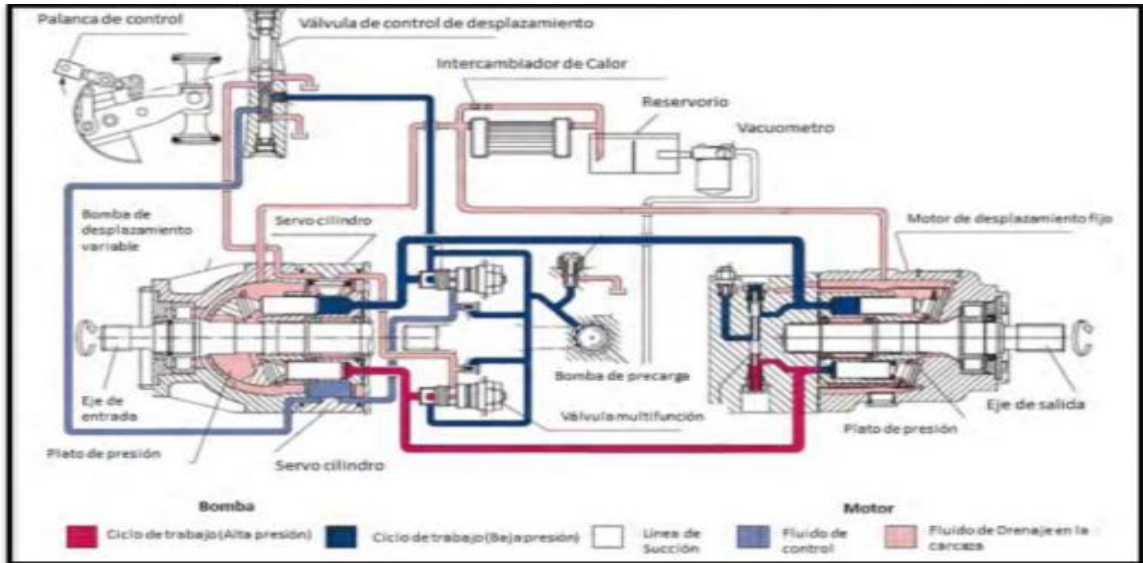 Palanca de control
Válvula de control de desplazamiento
Intercambiador de Calor
Reservorio
Vacuometro
Bomba de
desplazamiento
variable
Servo cilindro
Motor de desplazamiento fijo
Bomba de precarga
Eje de
entrada
Válvula multifunción
Eje de salida
Plato de presión
Plato de presión
Servo cilindro
Bomba
Motor
Ciclo de trabajo (Alta presión)
Ciclo de trabajo (Baja presión)
Linea de
Succión
Fluido de
control
Fluido de Drenaje en la
carcaza